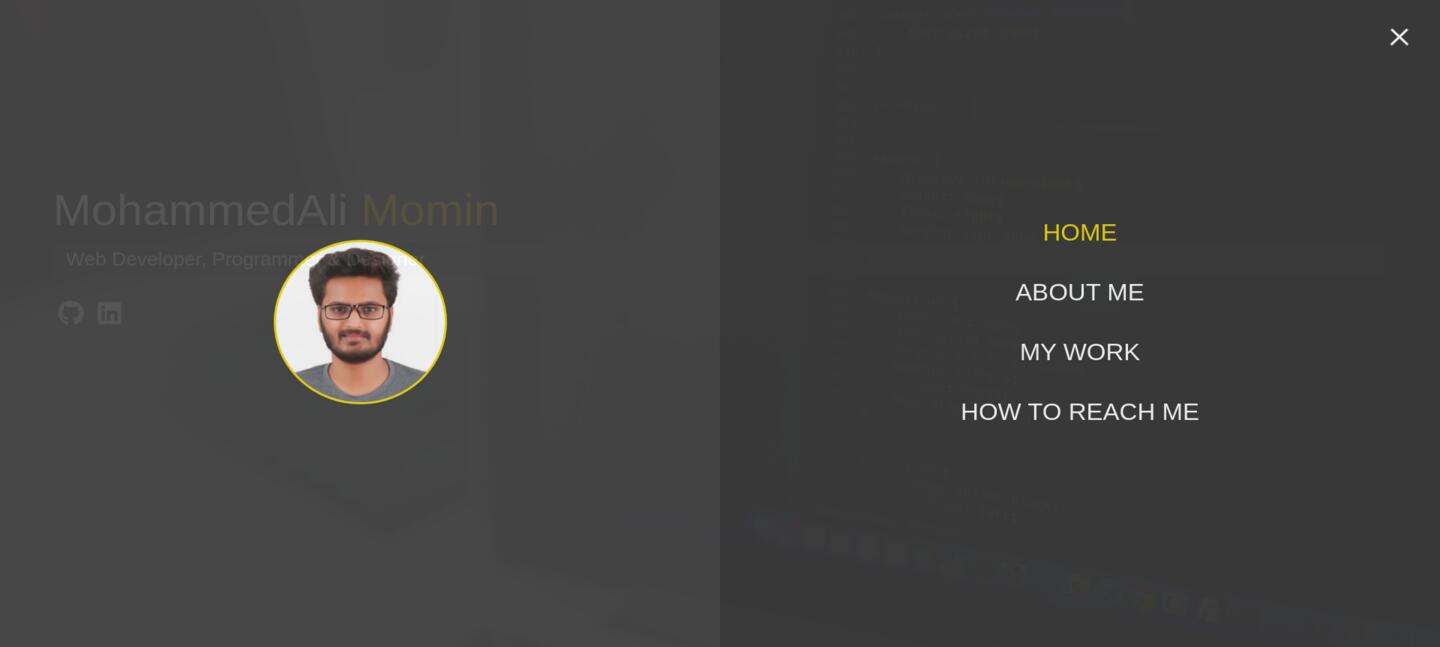 MohammedAli Momin
Web Developer, Programmer & Designer
HOME
ABOUT ME
MY WORK
HOW TO REACH ME